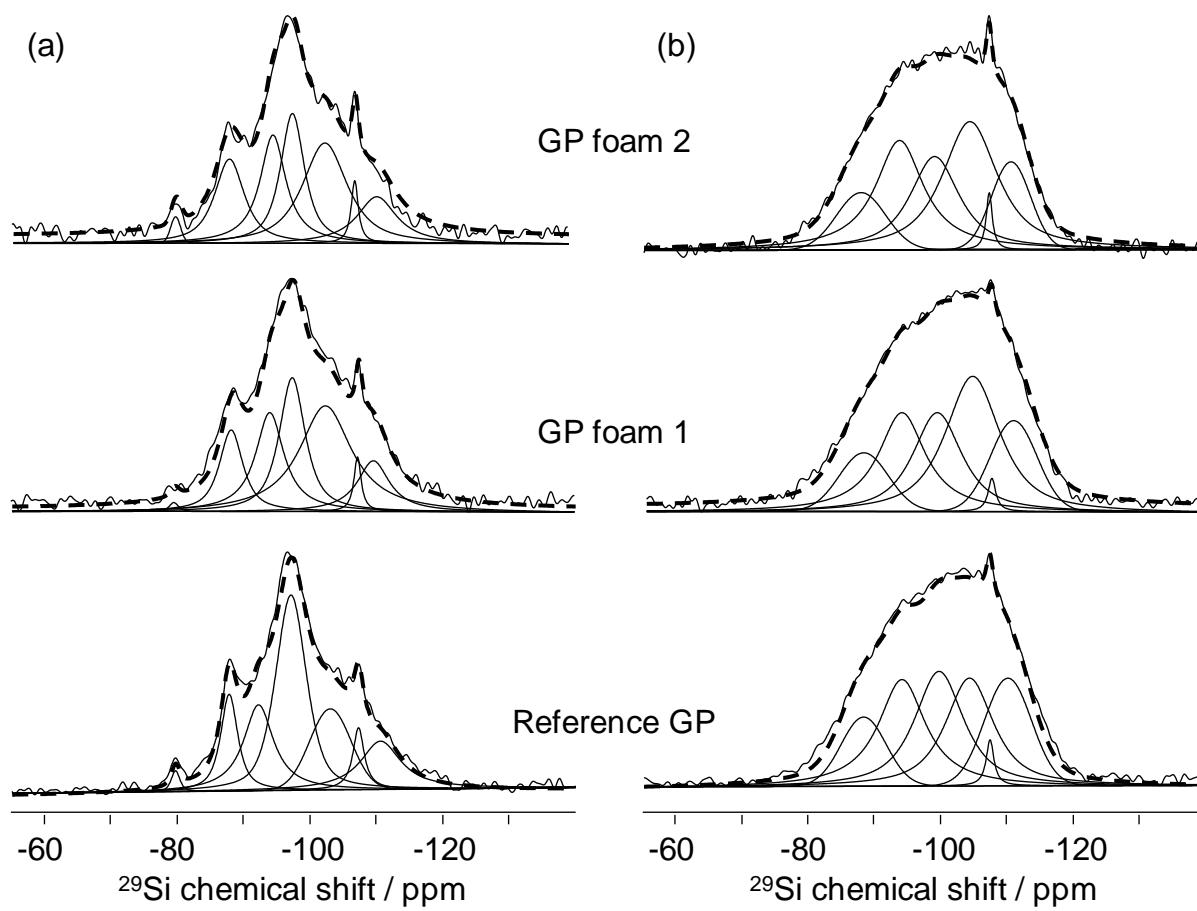 (a) (b)
GP foam 2
GP foam 1
Reference GP
-60 -80 -100 -120 -60 -80 -100 -120
²⁹Si chemical shift / ppm ²⁹Si chemical shift / ppm